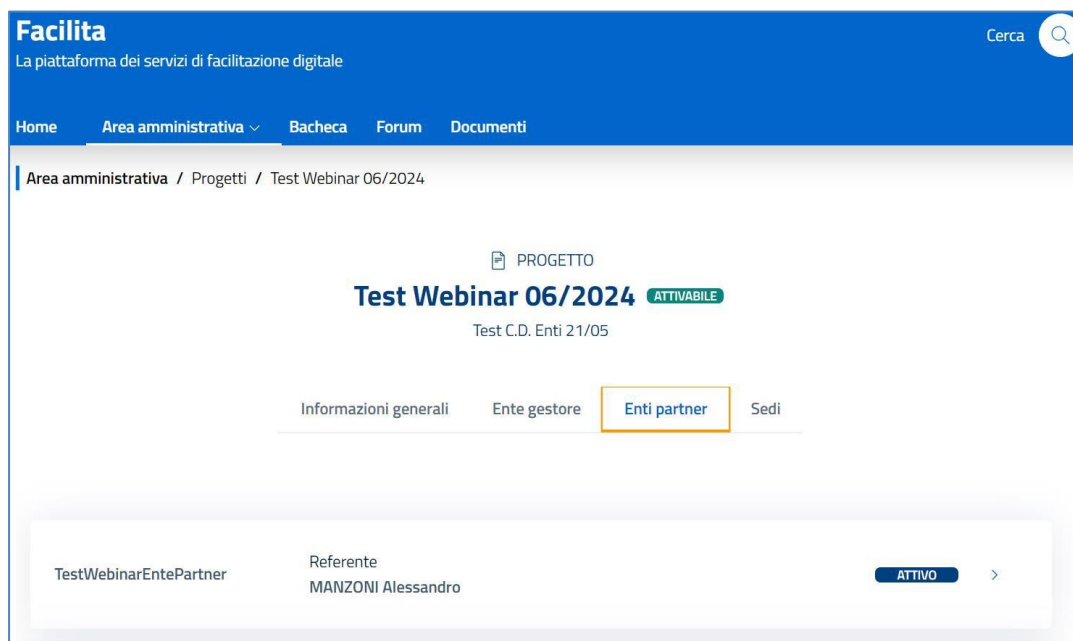 Facilita
La piattaforma dei servizi di facilitazione digitale
Cerca
Home Area amministrativa Bacheca Forum Documenti
Area amministrativa / Progetti / Test Webinar 06/2024
PROGETTO
Test Webinar 06/2024 ATTIVABILE
Test C.D. Enti 21/05
Informazioni generali Ente gestore Enti partner Sedi
TestWebinarEntePartner
Referente
MANZONI Alessandro
ATTIVO